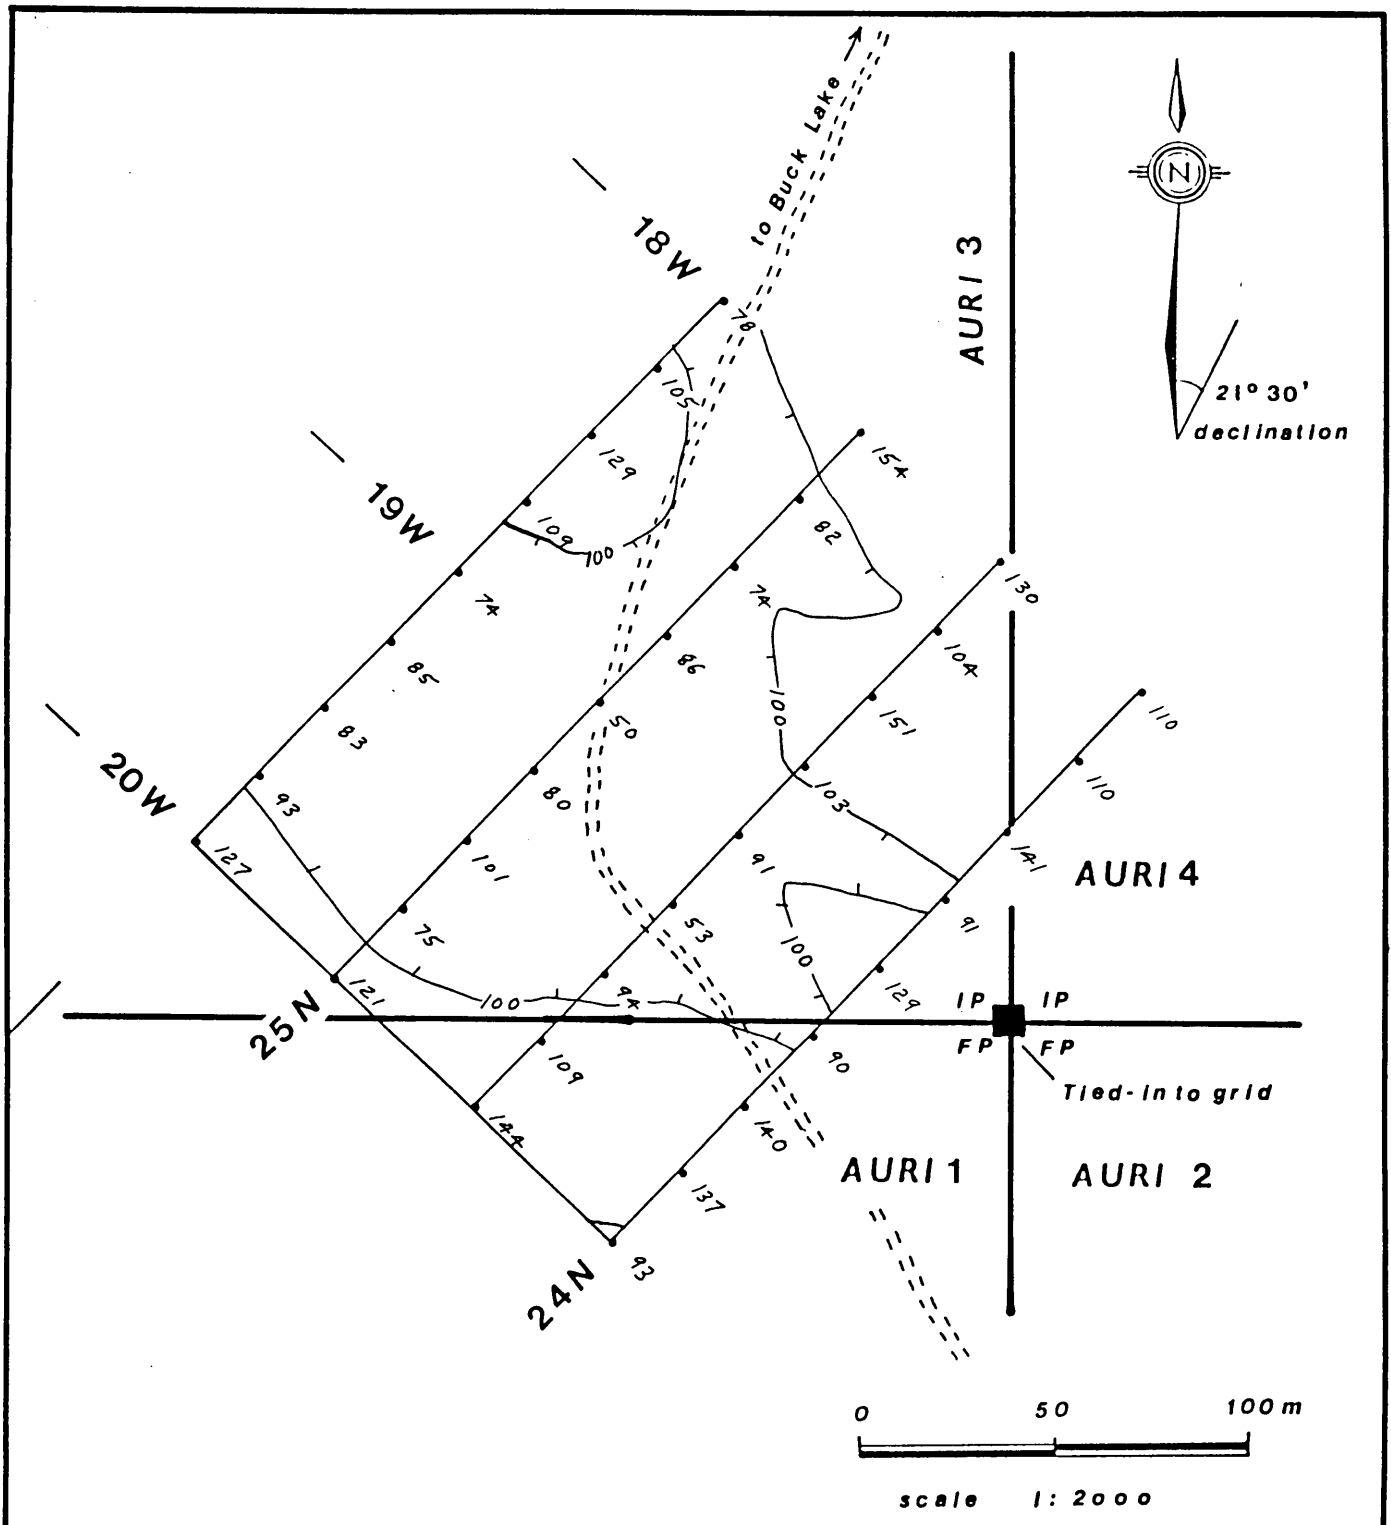 to Buck Lake
N
18W
AURI 3
78
21° 30'
declination
105
129
154
19W
109
100
82
74
74
130
86
104
85
100
50
151
110
83
20W
80
103
110
93
127
101
91
141
AURI 4
75
53
91
100
121
100
94
129
IP
IP
25N
109
90
FP
FP
Tied-in to grid
144
140
AURI 1
AURI 2
137
93
24N
0 50 100m
scale 1:2000